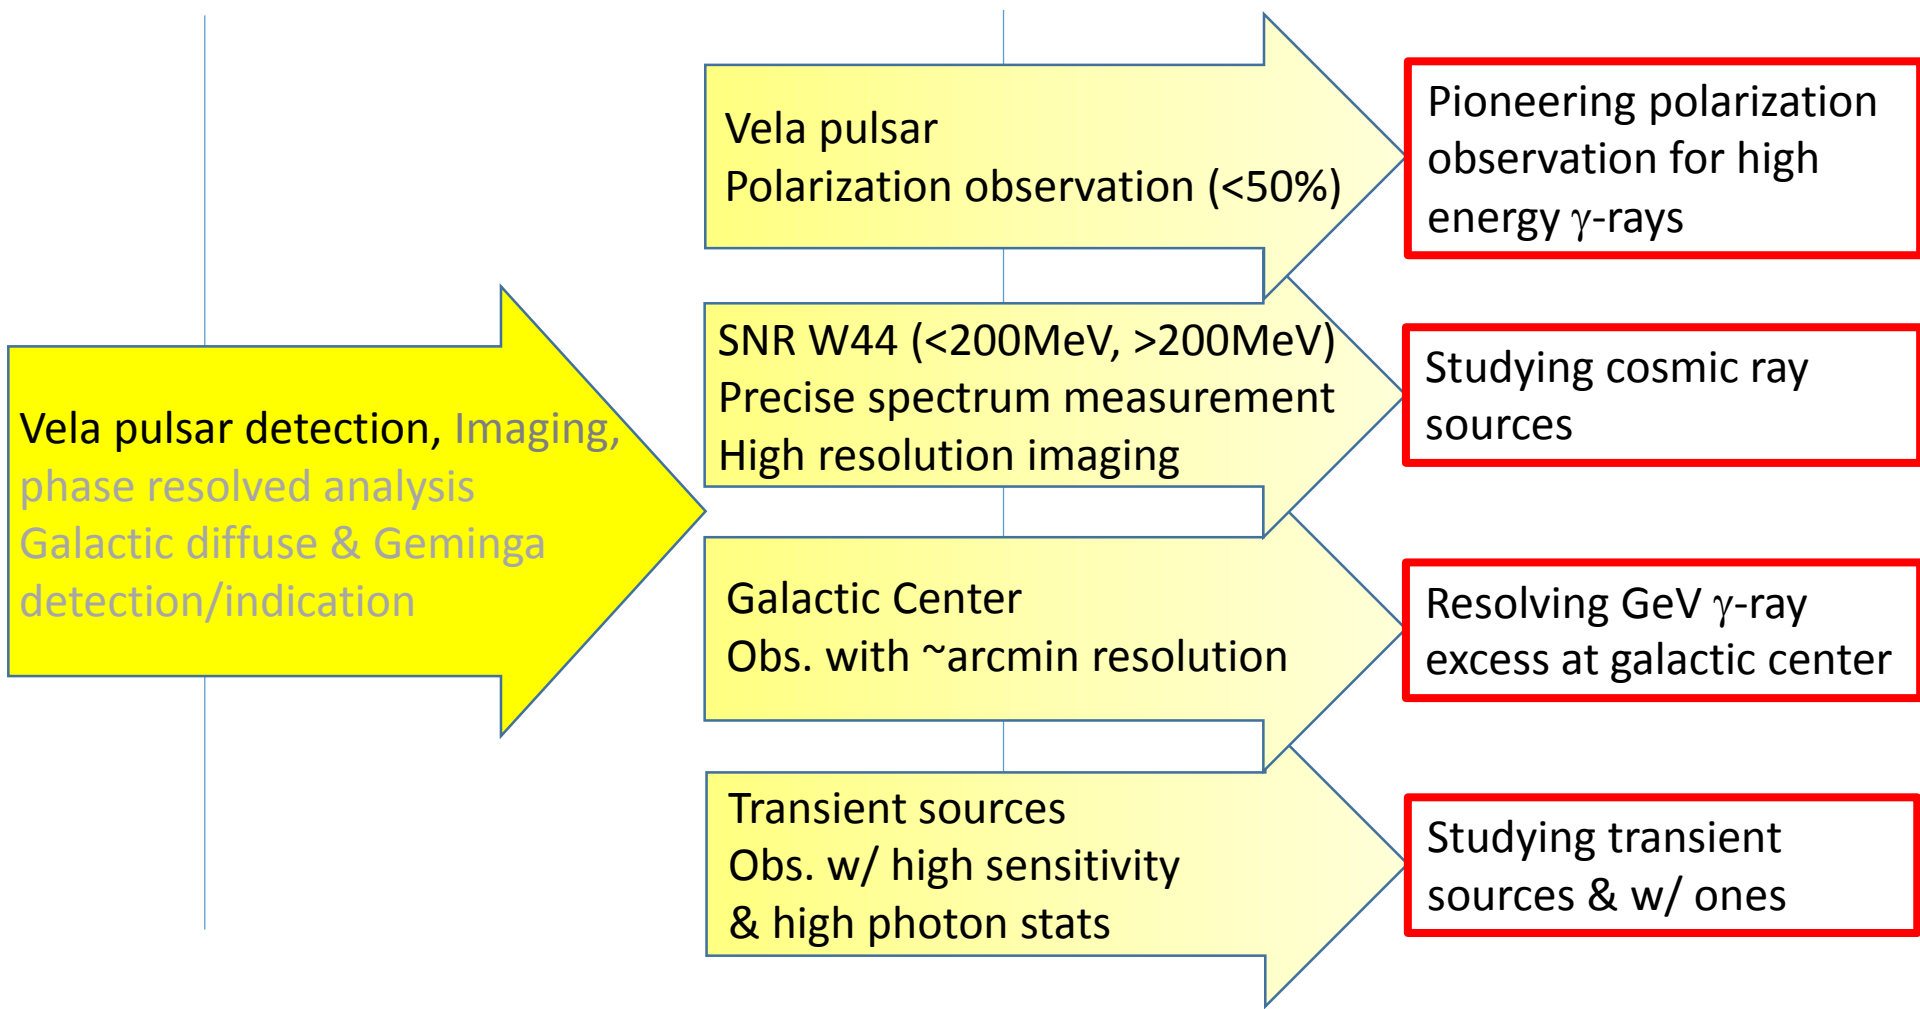 Vela pulsar detection, Imaging,
phase resolved analysis
Galactic diffuse & Geminga
detection/indication
Vela pulsar
Polarization observation (<50%)
Pioneering polarization
observation for high
energy γ-rays
SNR W44 (<200MeV, >200MeV)
Precise spectrum measurement
High resolution imaging
Studying cosmic ray
sources
Galactic Center
Obs. with ~arcmin resolution
Resolving GeV γ-ray
excess at galactic center
Transient sources
Obs. w/ high sensitivity
& high photon stats
Studying transient
sources & w/ ones